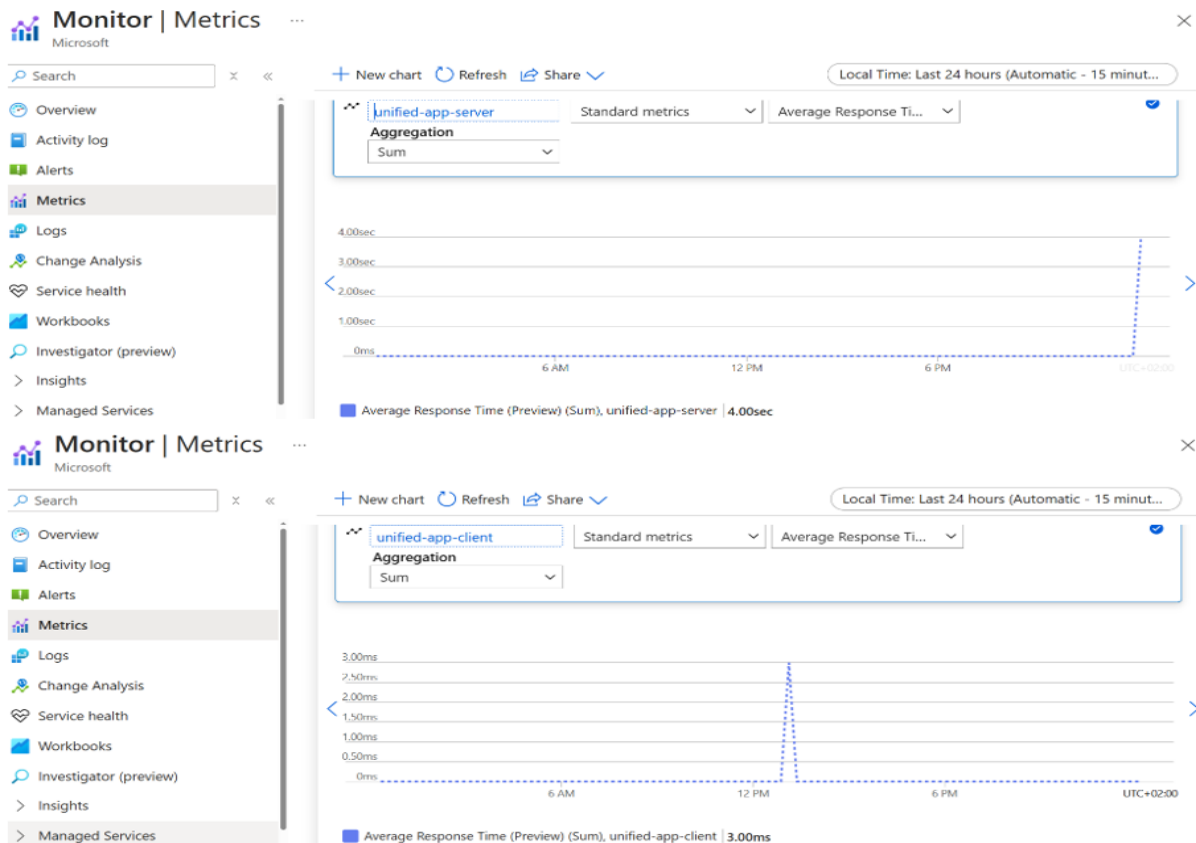 Monitor | Metrics ...
Microsoft
Search
New chart Refresh Share Local Time: Last 24 hours (Automatic - 15 minut...
Overview
Activity log
Alerts
Metrics
Logs
Change Analysis
Service health
Workbooks
Investigator (preview)
Insights
Managed Services
unified-app-server Standard metrics Average Response Ti...
Aggregation
Sum
4.00sec
3.00sec
2.00sec
1.00sec
0ms
6 AM 12 PM 6 PM UTC+02:00
Average Response Time (Preview) (Sum), unified-app-server 4.00sec
Monitor | Metrics ...
Microsoft
Search
New chart Refresh Share Local Time: Last 24 hours (Automatic - 15 minut...
Overview
Activity log
Alerts
Metrics
Logs
Change Analysis
Service health
Workbooks
Investigator (preview)
Insights
Managed Services
unified-app-client Standard metrics Average Response Ti...
Aggregation
Sum
3.00ms
2.50ms
2.00ms
1.50ms
1.00ms
0.50ms
0ms
6 AM 12 PM 6 PM UTC+02:00
Average Response Time (Preview) (Sum), unified-app-client 3.00ms